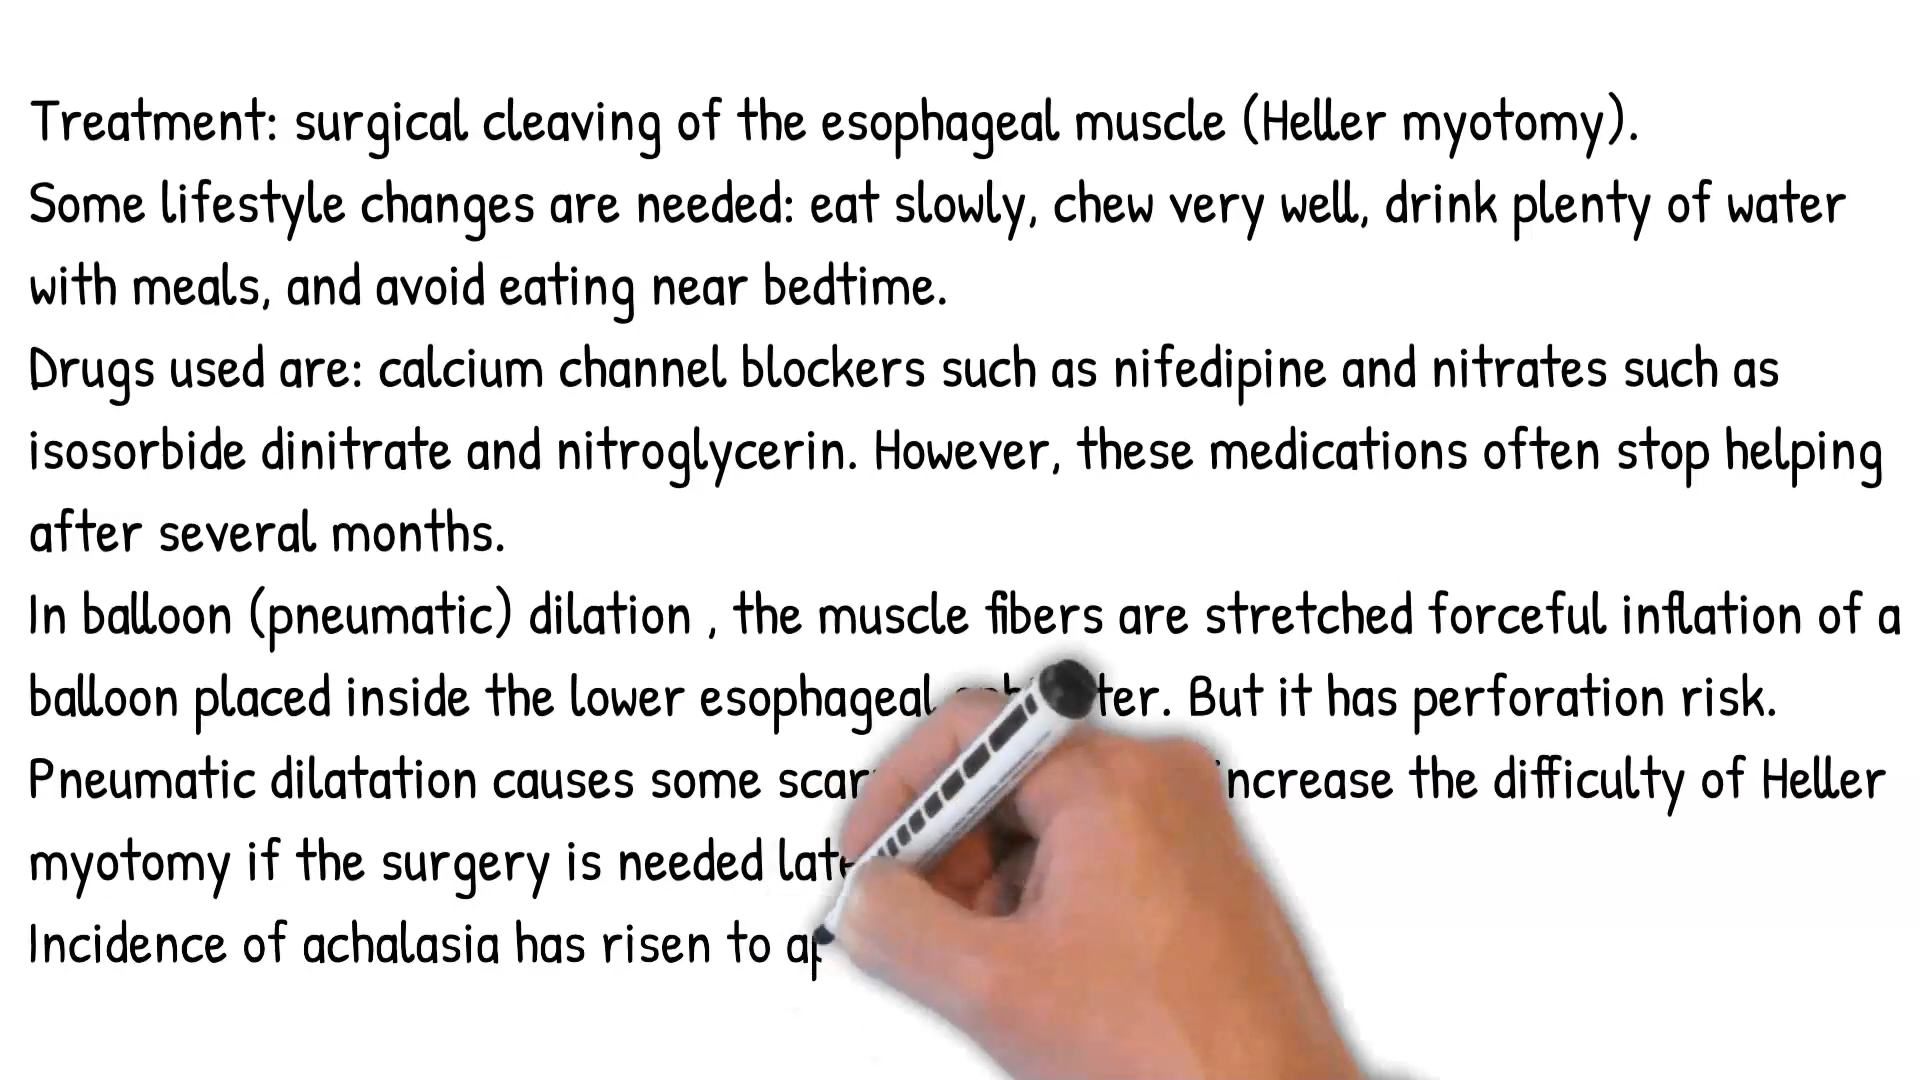 Treatment: surgical cleaving of the esophageal muscle (Heller myotomy).
Some lifestyle changes are needed: eat slowly, chew very well, drink plenty of water
with meals, and avoid eating near bedtime.
Drugs used are: calcium channel blockers such as nifedipine and nitrates such as
isosorbide dinitrate and nitroglycerin. However, these medications often stop helping
after several months.
In balloon (pneumatic) dilation , the muscle fibers are stretched forceful inflation of a
balloon placed inside the lower esophageal But it has perforation risk.
Pneumatic dilatation causes some increase the difficulty of Heller
myotomy if the surgery is needed
Incidence of achalasia has risen to